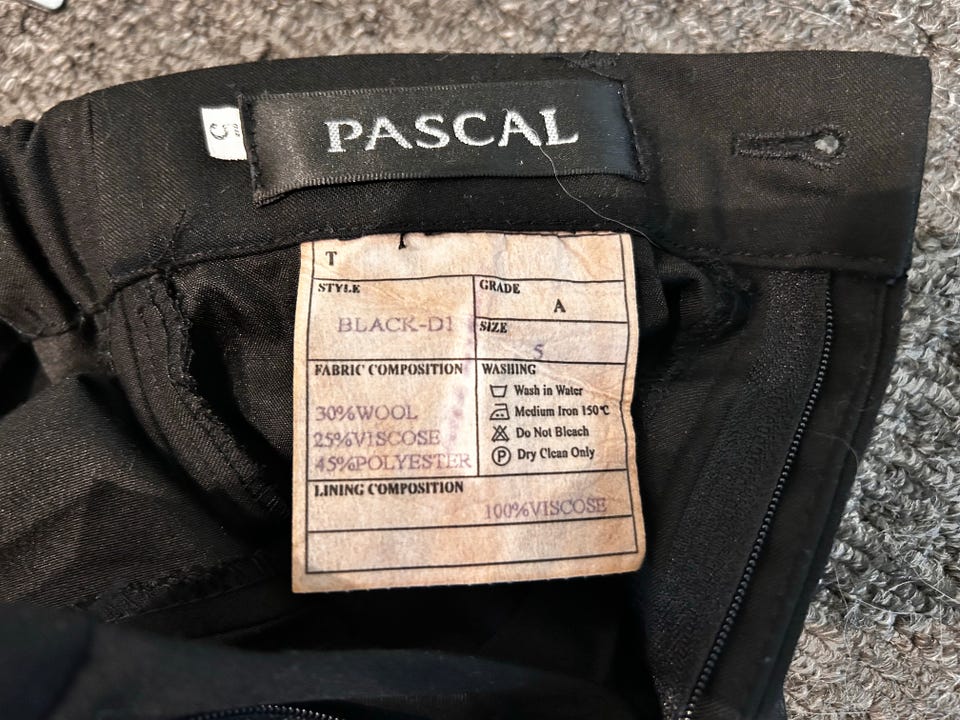 PASCAL
T
STYLE
BLACK-D1
GRADE
A
SIZE
5
FABRIC COMPOSITION
30%WOOL
25%VISCOSE
45%POLYESTER
WASHING
Wash in Water
Medium Iron 150°C
Do Not Bleach
P Dry Clean Only
LINING COMPOSITION
100%VISCOSE